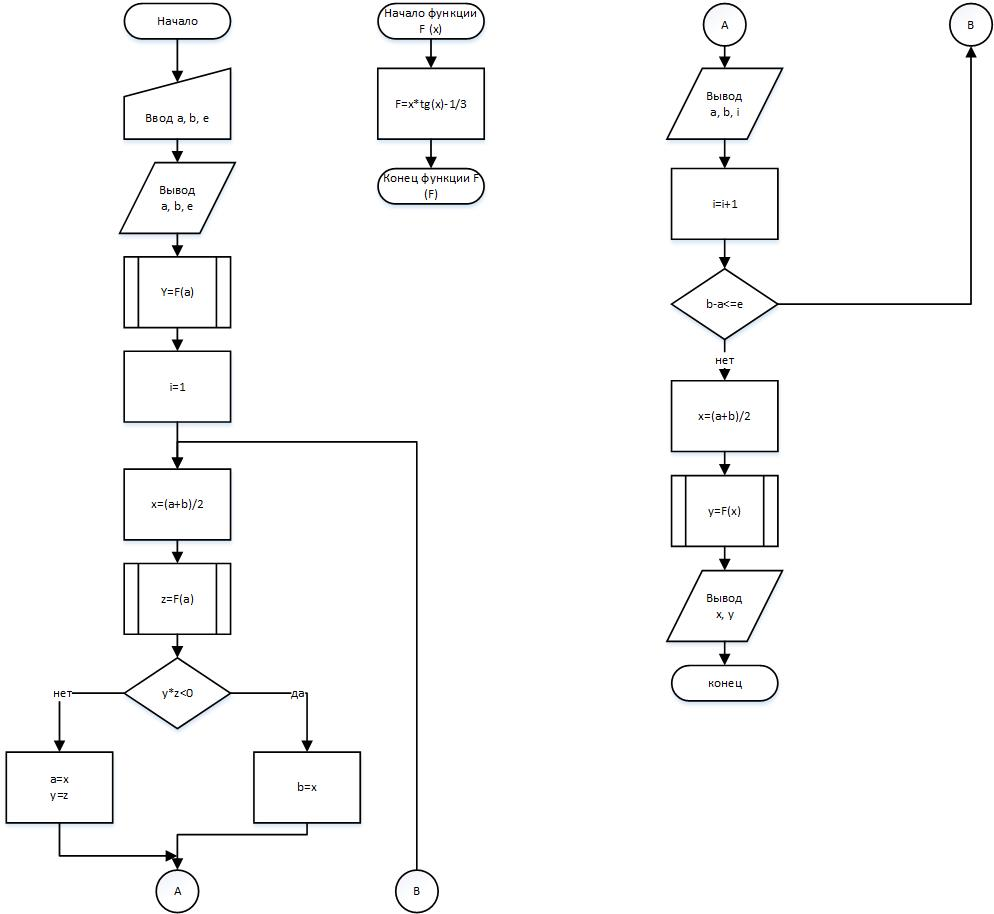 Начало
Ввод a, b, e
Вывод
a, b, e
Y=F(a)
i=1
x=(a+b)/2
z=F(a)
y*z<0
нет
да
a=x
y=z
b=x
A
B
Начало функции
F (x)
F=x*tg(x)-1/3
Конец функции F
(F)
A
Вывод
a, b, i
i=i+1
b-a<=e
нет
x=(a+b)/2
y=F(x)
Вывод
x, y
конец
B